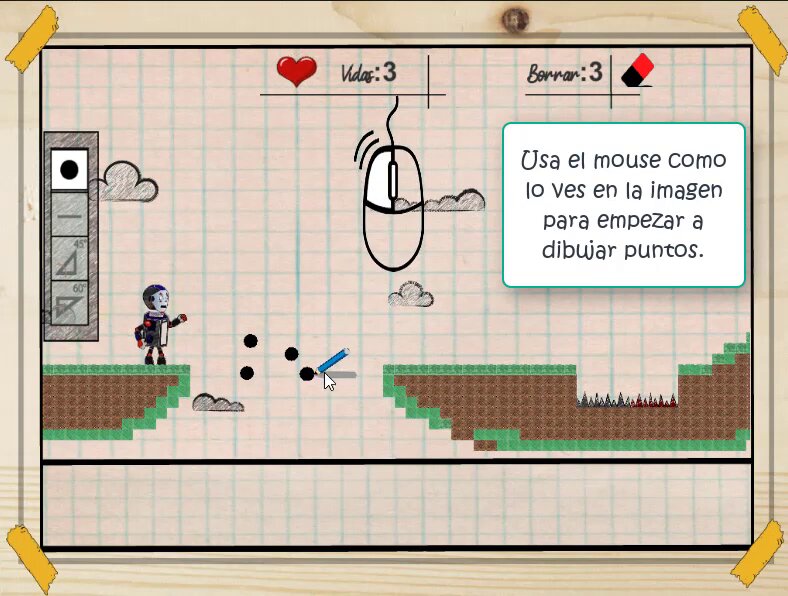 Vidas:3
Borrar:3
45°
60°
Usa el mouse como
lo ves en la imagen
para empezar a
dibujar puntos.